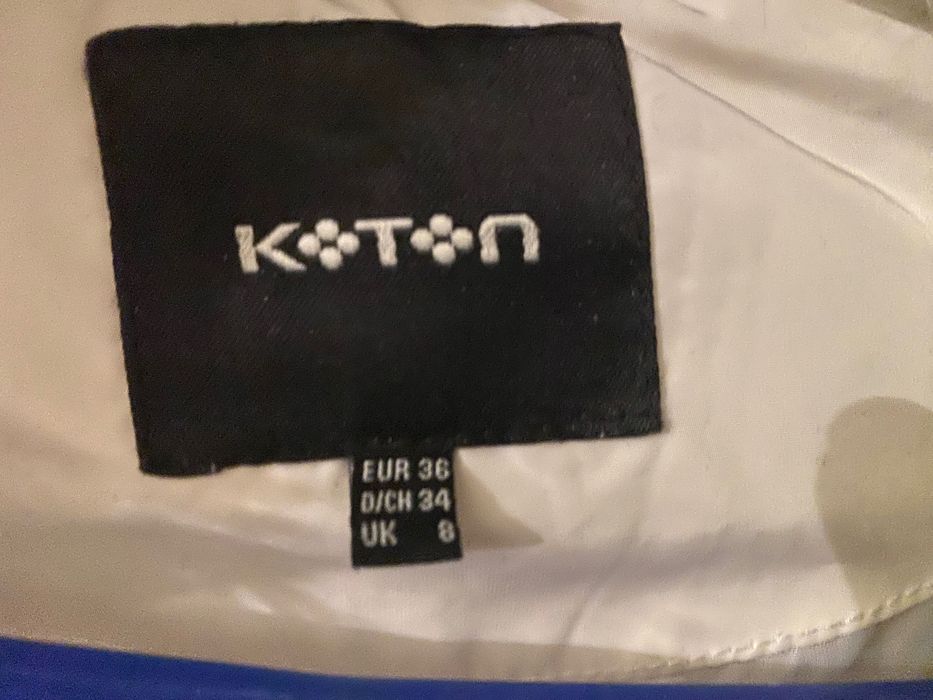 KOTON
EUR 36
D/CH 34
UK 8